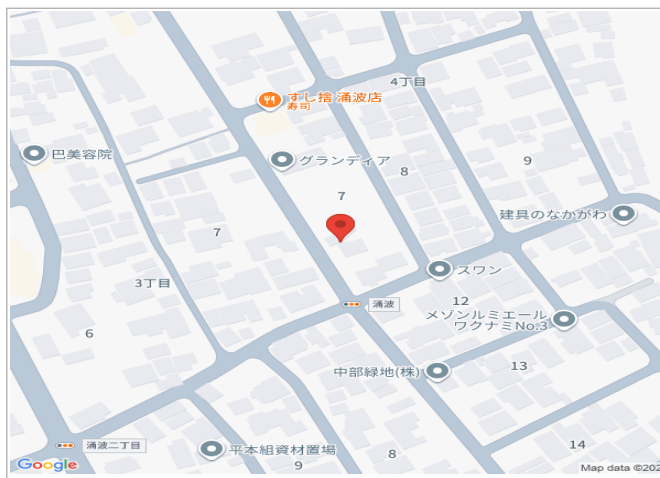 4丁目
すし捨 涌波店
寿司
巴美容院
グランディア
8
9
7
建具のなかがわ
7
スワン
3丁目
涌波
12
メゾンルミエール
ワクナミNo.3
6
中部緑地(株)
13
涌波二丁目
平本組資材置場
8
14
9
Google
Map data ©202